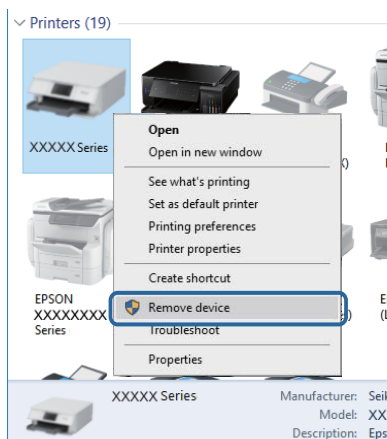 Printers (19)
XXXXX Series
Open
Open in new window
See what's printing
Set as default printer
Printing preferences
Printer properties
Create shortcut
Remove device
Troubleshoot
Properties
EPSON
XXXXXXXX
Series
XXXXX Series
Manufacturer:
Model:
Description: